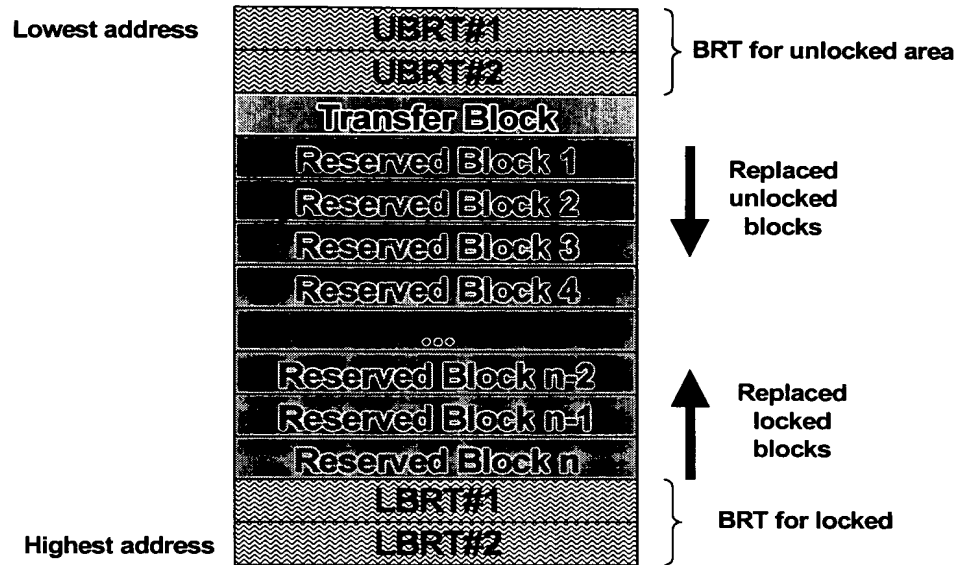 Lowest address
UBRT#1
UBRT#2
BRT for unlocked area
Transfer Block
Reserved Block 1
Reserved Block 2
Reserved Block 3
Reserved Block 4
Replaced
unlocked
blocks
ooo
Reserved Block n-2
Reserved Block n-1
Reserved Block n
Replaced
locked
blocks
LBRT#1
LBRT#2
BRT for locked
Highest address